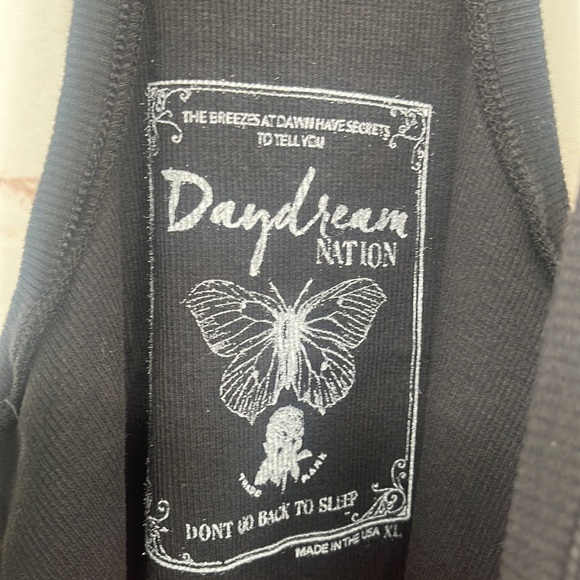 THE BREEZES AT DAWN HAVE SECRETS
TO TELL YOU
Daydream
NATION
TRADE MARK
DONT GO BACK TO SLEEP
MADE IN THE USA XL